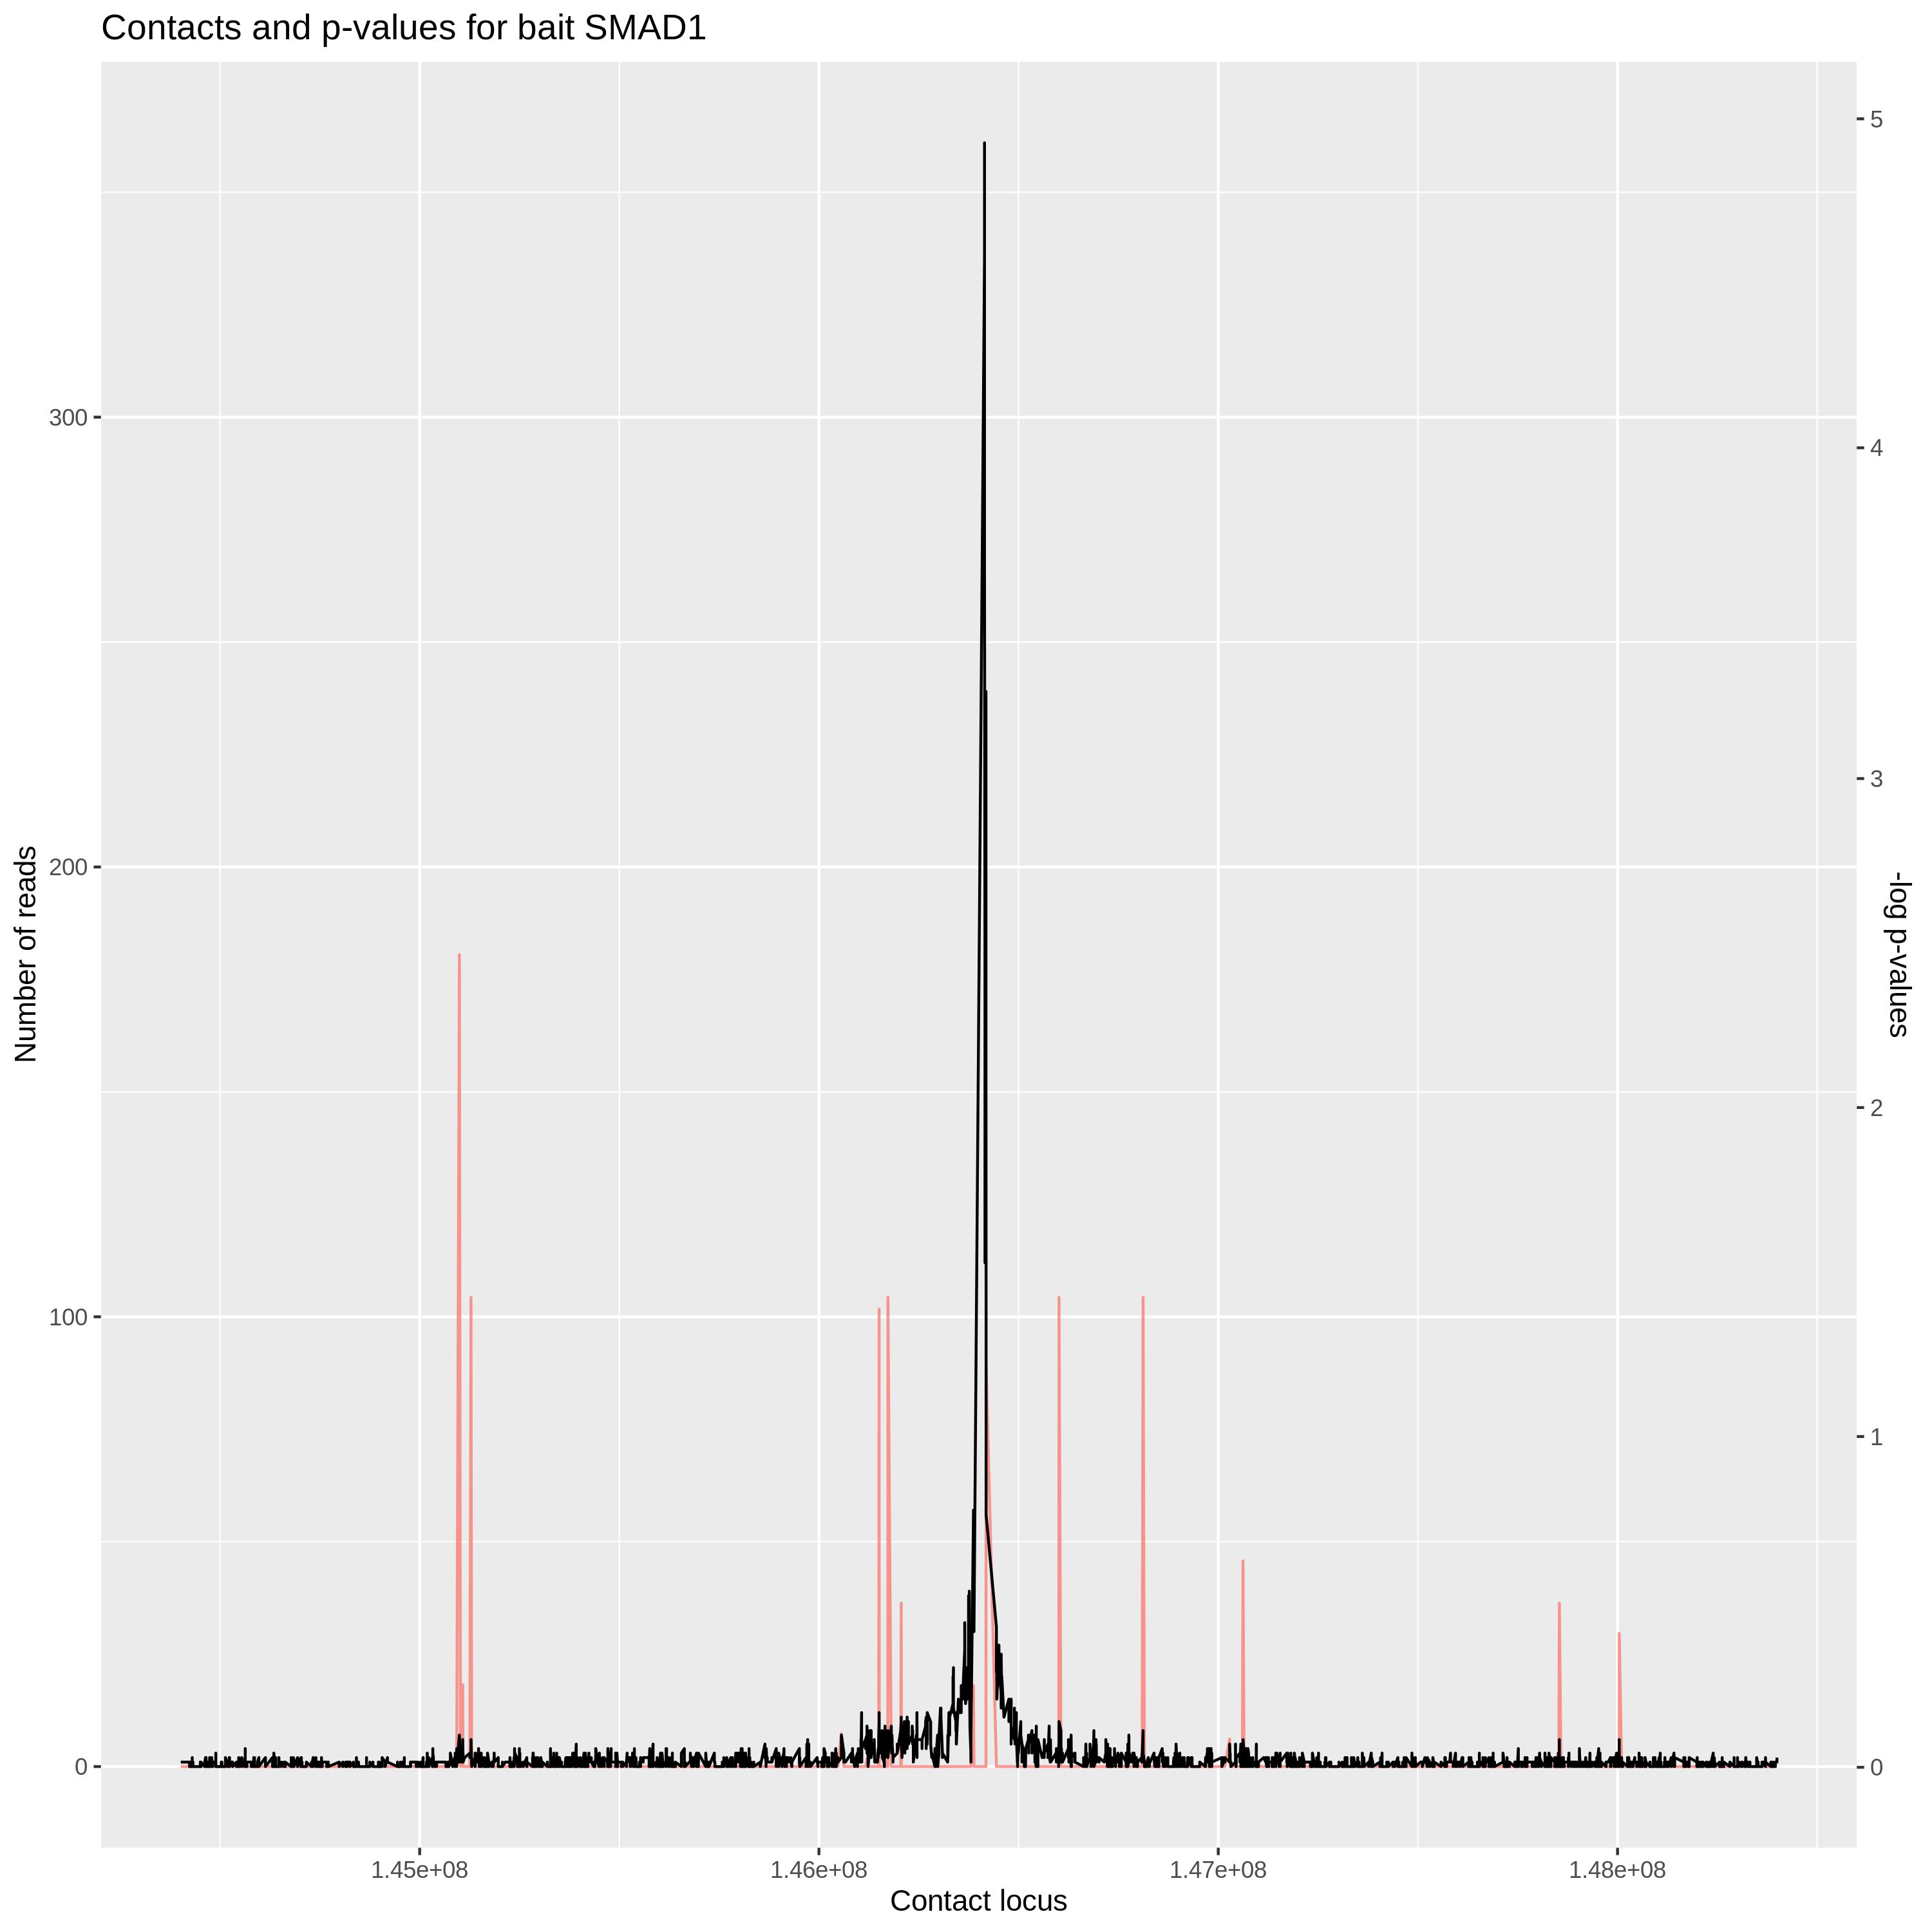 Contacts and p-values for bait SMAD1
Number of reads
300
200
100
0
5
4
3
2
1
0
-log p-values
1.45e+08
1.46e+08
1.47e+08
1.48e+08
Contact locus